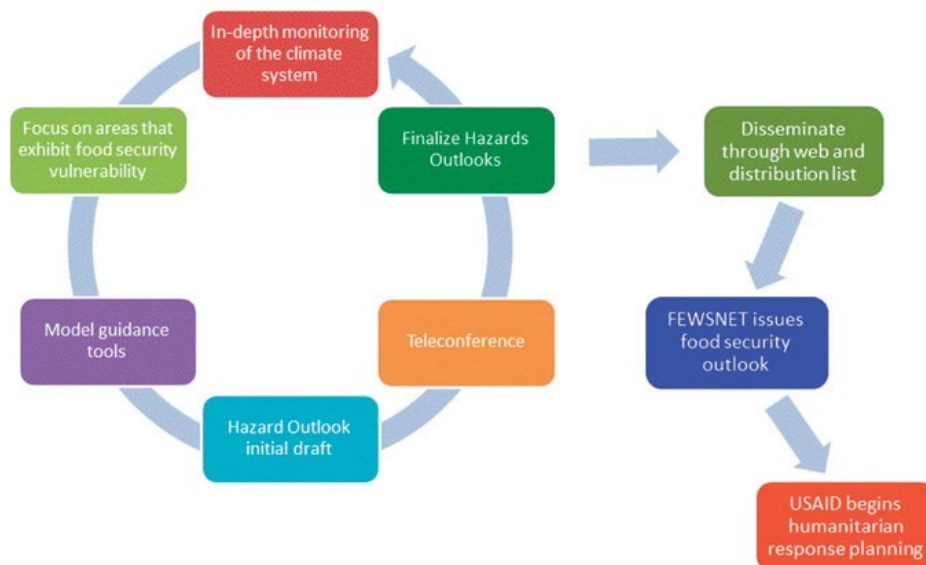 In-depth monitoring
of the climate
system
Focus on areas that
exhibit food security
vulnerability
Finalize Hazards
Outlooks
Disseminate
through web and
distribution list
Model guidance
tools
Teleconference
FEWSNET issues
food security
outlook
Hazard Outlook
initial draft
USAID begins
humanitarian
response planning